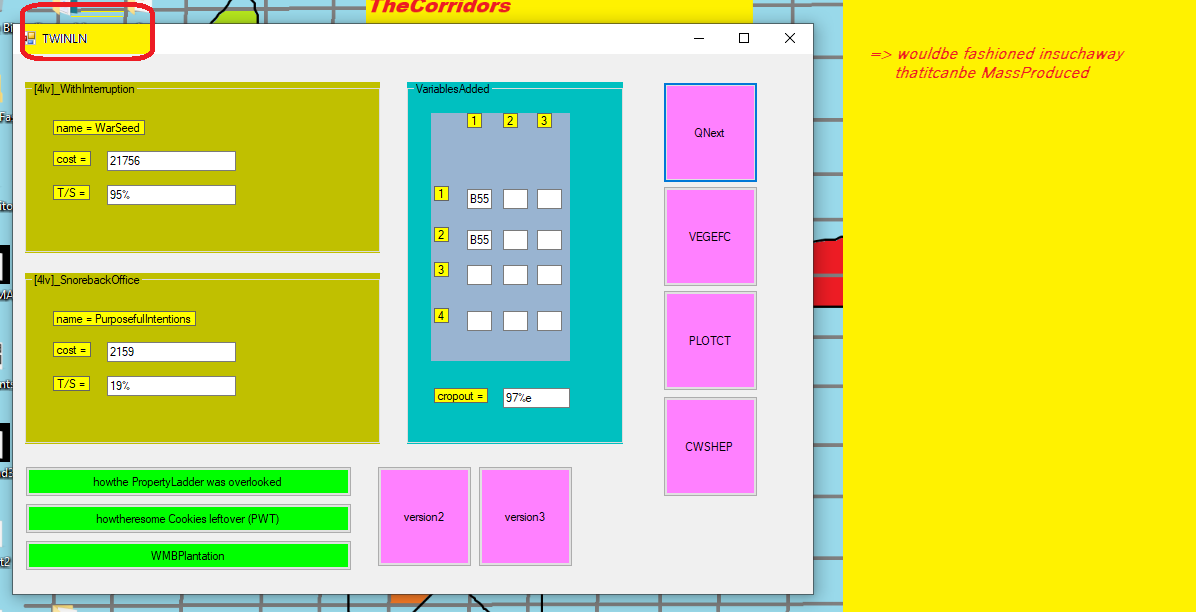 TheCorridors
TWINLN
=> wouldbe fashioned insuchaway
thatitcanbe MassProduced
[4lv]_WithInterruption
name = WarSeed
cost =
21756
T/S =
95%
[4lv]_SnorebackOffice
name = PurposefulIntentions
cost =
2159
T/S =
19%
VariablesAdded
1 2 3
1 B55
2 B55
3
4
cropout =
97%e
QNext
VEGEFC
PLOTCT
CWSHEP
howthe PropertyLadder was overlooked
howtheresome Cookies leftover (PWT)
WMBPlantation
version2
version3